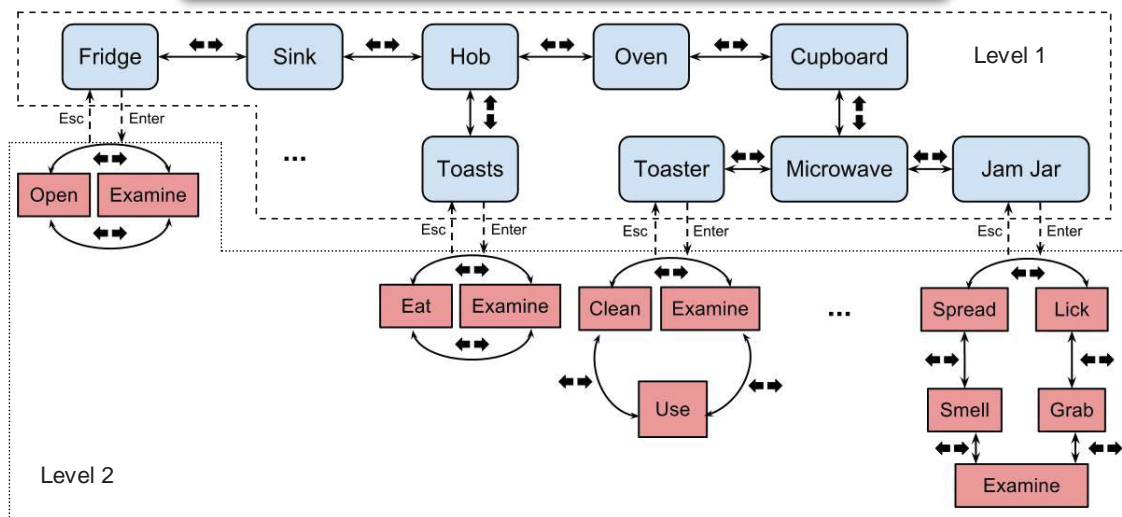 Fridge
Sink
Hob
Oven
Cupboard
Level 1
Esc
Enter
...
Toasts
Toaster
Microwave
Jam Jar
Open
Examine
Esc
Enter
Esc
Enter
Esc
Enter
Eat
Examine
Clean
Examine
...
Spread
Lick
Use
Smell
Grab
Level 2
Examine